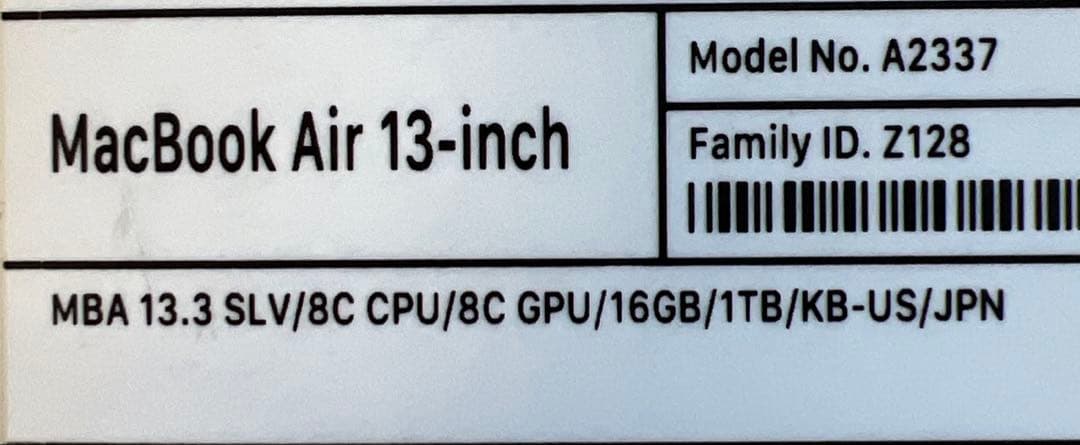 MacBook Air 13-inch
Model No. A2337
Family ID. Z128
MBA 13.3 SLV/8C CPU/8C GPU/16GB/1TB/KB-US/JPN